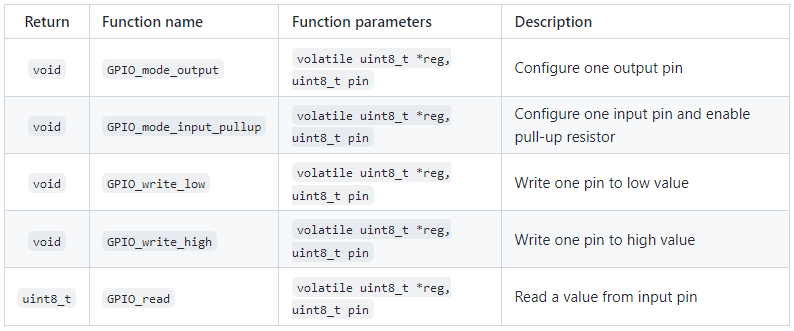 Return Function name Function parameters Description
void GPIO_mode_output volatile uint8_t *reg, uint8_t pin Configure one output pin
void GPIO_mode_input_pullup volatile uint8_t *reg, uint8_t pin Configure one input pin and enable pull-up resistor
void GPIO_write_low volatile uint8_t *reg, uint8_t pin Write one pin to low value
void GPIO_write_high volatile uint8_t *reg, uint8_t pin Write one pin to high value
uint8_t GPIO_read volatile uint8_t *reg, uint8_t pin Read a value from input pin